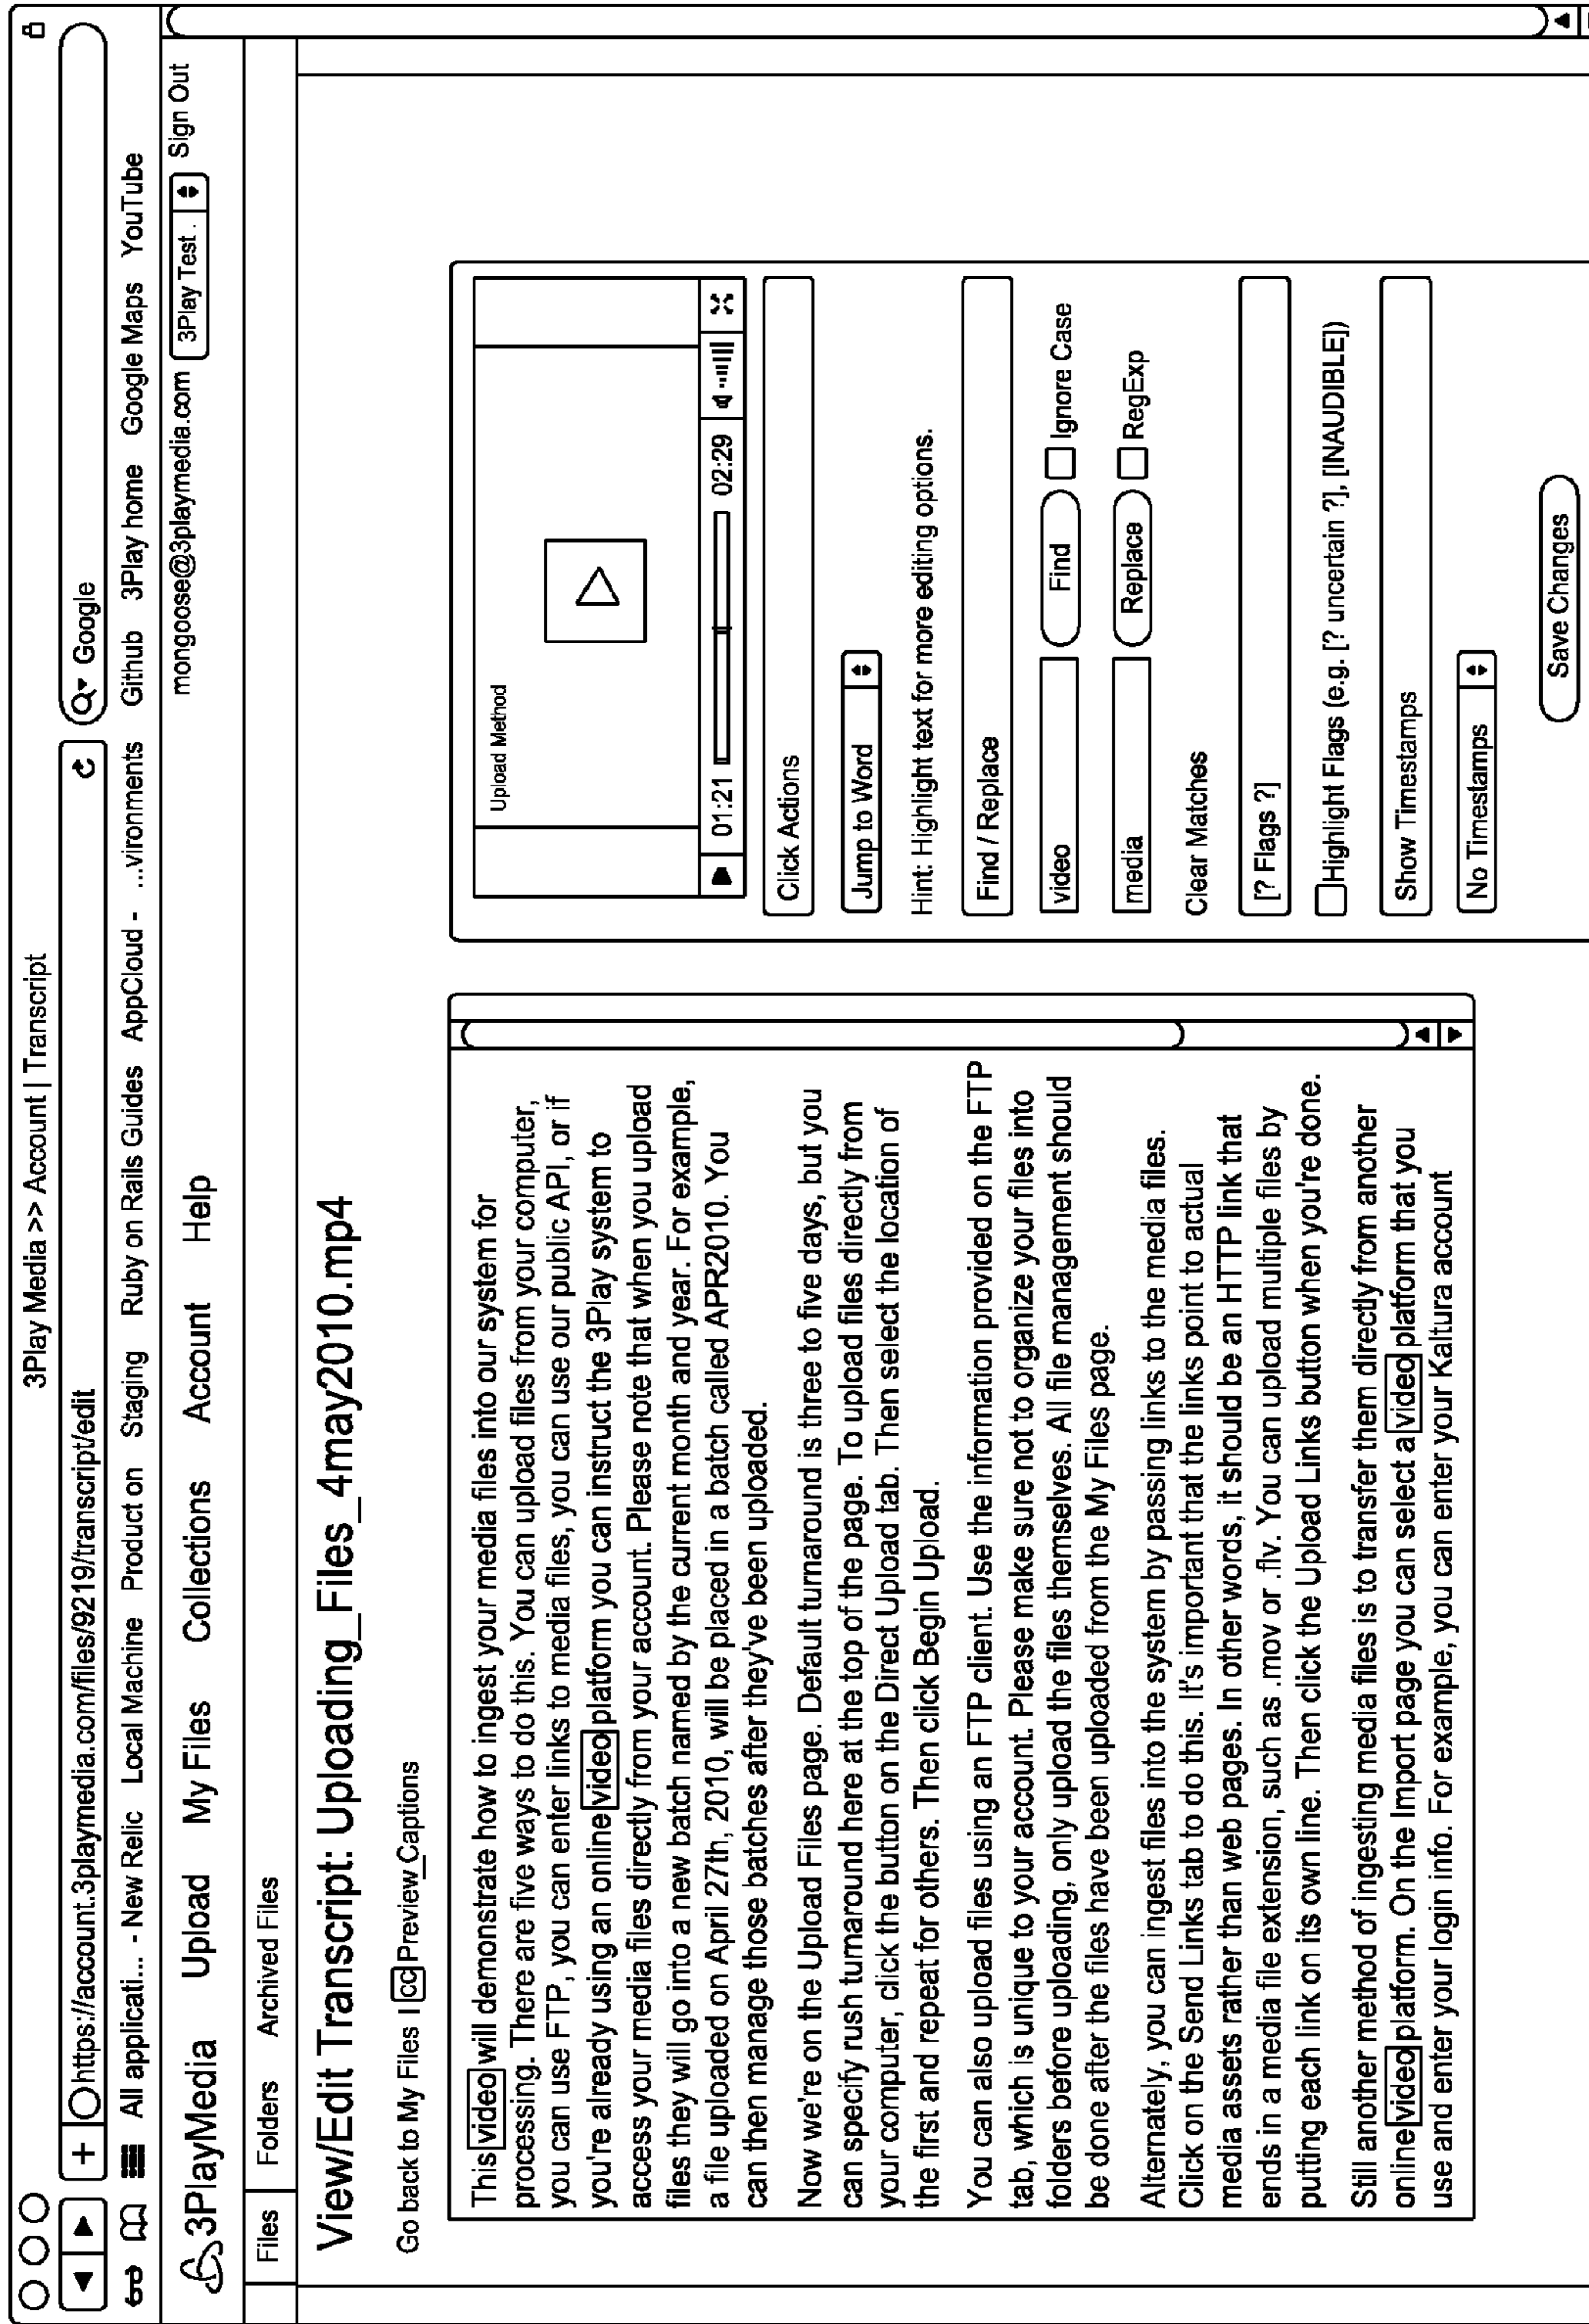 3Play Media >> Account | Transcript
+ https://account.3playmedia.com/files/9219/transcript/edit
Google
All applicati... - New Relic Local Machine Product on Staging Ruby on Rails Guides AppCloud - ...vironments Github 3Play home Google Maps YouTube
3PlayMedia Upload My Files Collections Account Help
mongoose@3playmedia.com 3Play Test . Sign Out
Files Folders Archived Files
View/Edit Transcript: Uploading_Files_4may2010.mp4
Go back to My Files | cc Preview_Captions
This video will demonstrate how to ingest your media files into our system for
processing. There are five ways to do this. You can upload files from your computer,
you can use FTP, you can enter links to media files, you can use our public API, or if
you're already using an online video platform you can instruct the 3Play system to
access your media files directly from your account. Please note that when you upload
files they will go into a new batch named by the current month and year. For example,
a file uploaded on April 27th, 2010, will be placed in a batch called APR2010. You
can then manage those batches after they've been uploaded.
Now we're on the Upload Files page. Default turnaround is three to five days, but you
can specify rush turnaround here at the top of the page. To upload files directly from
your computer, click the button on the Direct Upload tab. Then select the location of
the first and repeat for others. Then click Begin Upload.
You can also upload files using an FTP client. Use the information provided on the FTP
tab, which is unique to your account. Please make sure not to organize your files into
folders before uploading, only upload the files themselves. All file management should
be done after the files have been uploaded from the My Files page.
Alternately, you can ingest files into the system by passing links to the media files.
Click on the Send Links tab to do this. It's important that the links point to actual
media assets rather than web pages. In other words, it should be an HTTP link that
ends in a media file extension, such as .mov or .flv. You can upload multiple files by
putting each link on its own line. Then click the Upload Links button when you're done.
Still another method of ingesting media files is to transfer them directly from another
online video platform. On the Import page you can select a video platform that you
use and enter your login info. For example, you can enter your Kaltura account
Upload Method
01:21 02:29
Click Actions
Jump to Word
Hint: Highlight text for more editing options.
Find / Replace
video Find Ignore Case
media Replace RegExp
Clear Matches
[? Flags ?]
Highlight Flags (e.g. [? uncertain ?], [INAUDIBLE])
Show Timestamps
No Timestamps
Save Changes